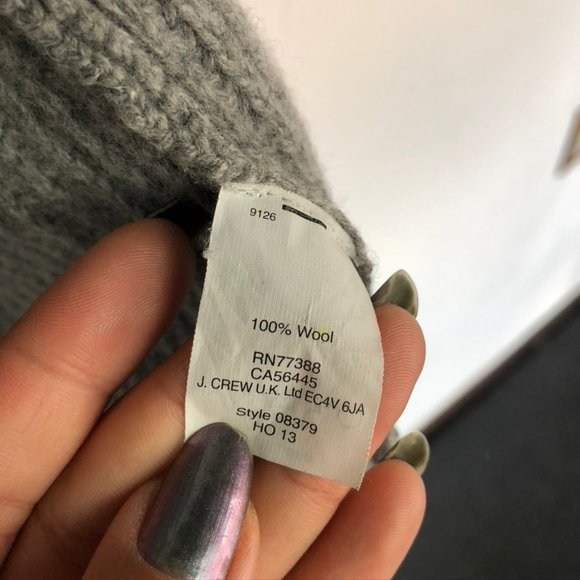 9126
100% Wool
RN77388
CA56445
J. CREW U.K. Ltd EC4V 6JA
Style 08379
HO 13